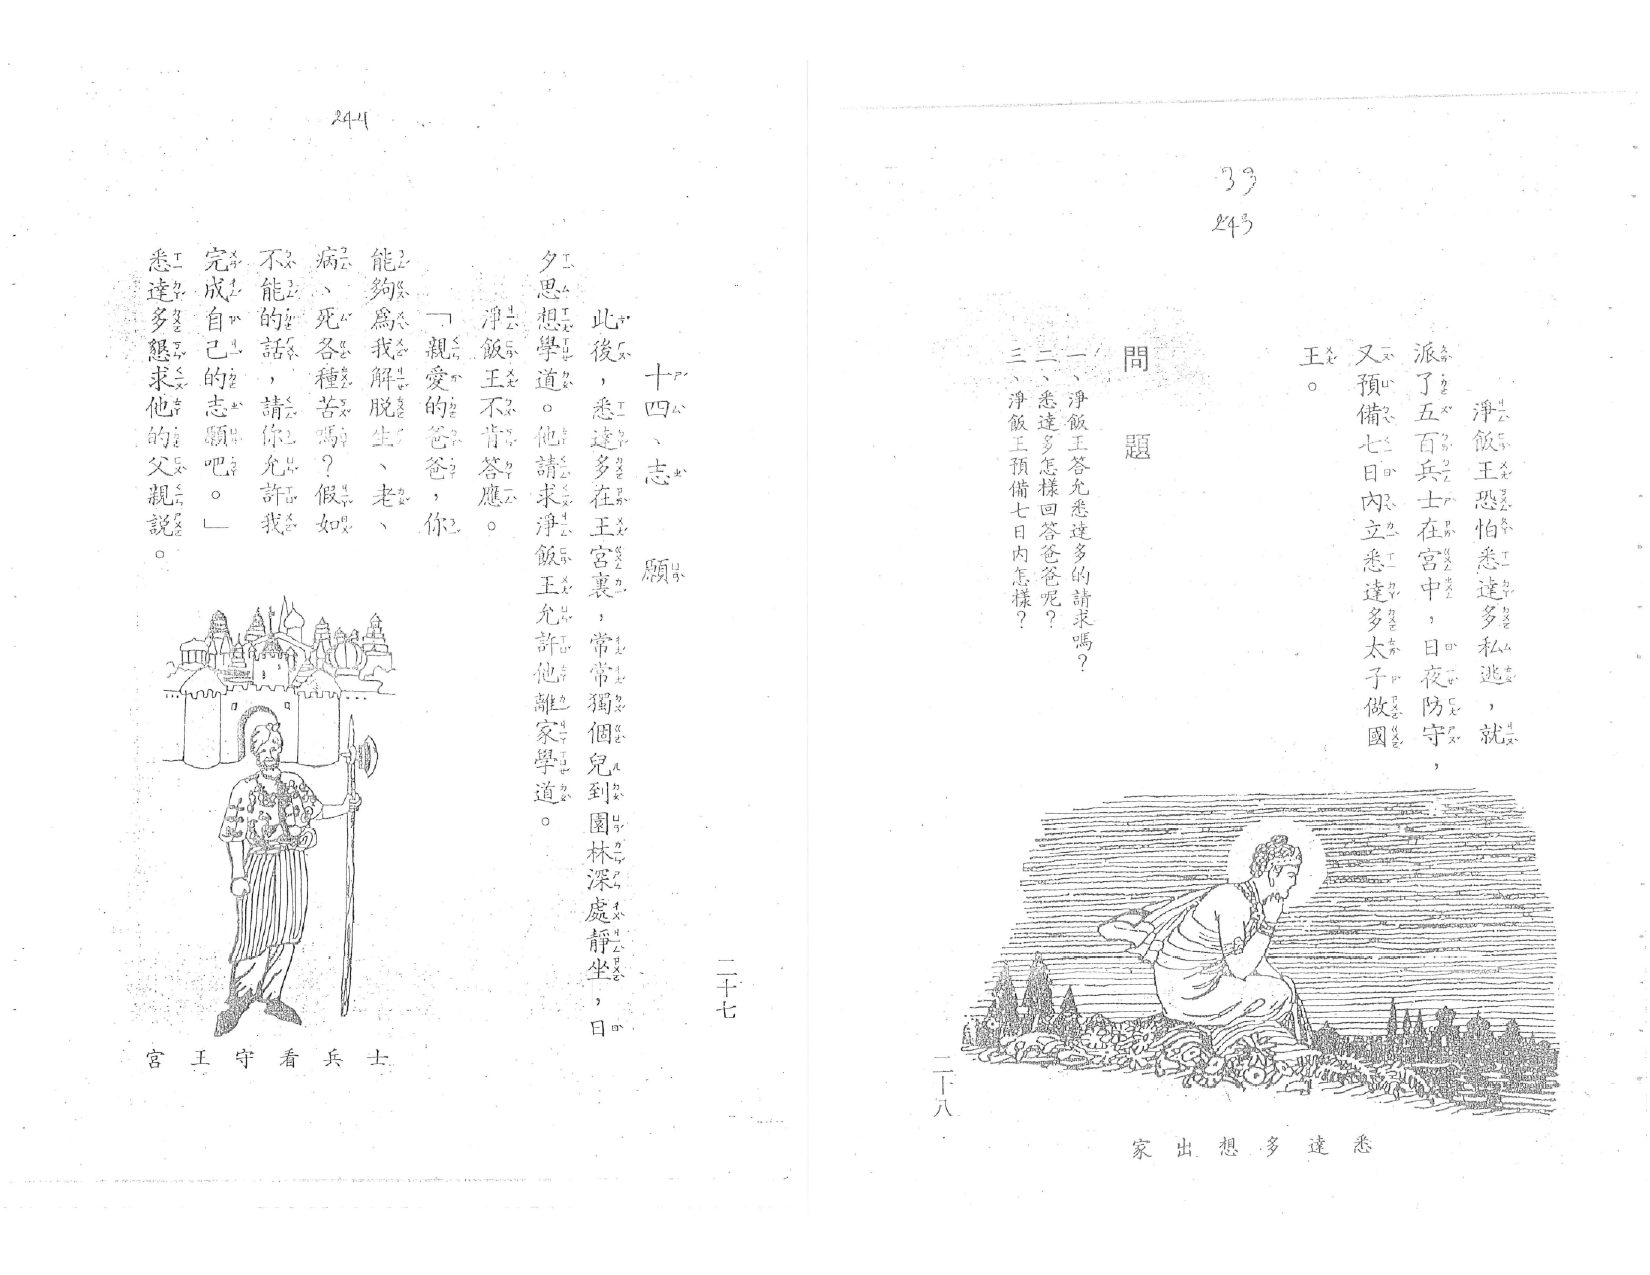 244
十四、志願
此後，悉達多在王宮裏，常常獨個兒到園林深處靜坐，日
夕思想學道。他請求淨飯王允許他離家學道。
淨飯王不肯答應。
「親愛的爸爸，你
能夠爲我解脱生、老、
病、死各種苦嗎？假如
不能的話，請你允許我
完成自己的志願吧。」
悉達多懇求他的父親説。
士兵看守王宮
二十七
33
243
淨飯王恐怕悉達多私逃，就
派了五百兵士在宮中，日夜防守，
又預備七日內立悉達多太子做國
王。
問題
一、淨飯王答允悉達多的請求嗎？
二、悉達多怎樣回答爸爸呢？
三、淨飯王預備七日內怎樣？
悉達多想出家
二十八